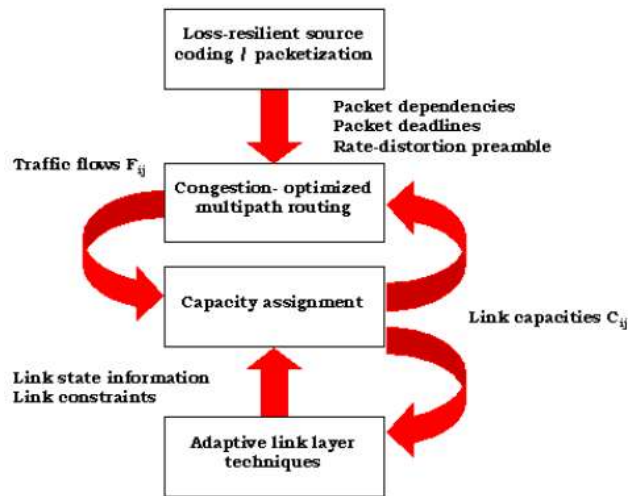 Loss-resilient source
coding / packetization
Packet dependencies
Packet deadlines
Rate-distortion preamble
Traffic flows F_ij
Congestion- optimized
multipath routing
Capacity assignment
Link capacities C_ij
Link state information
Link constraints
Adaptive link layer
techniques